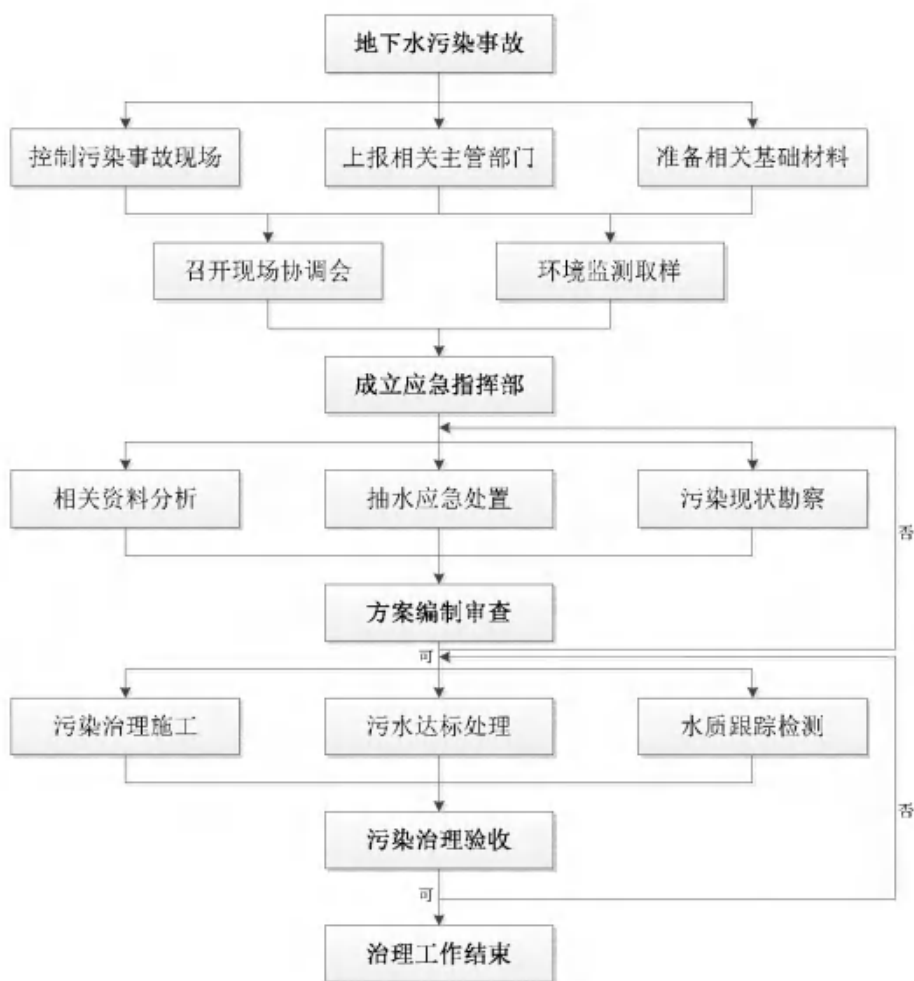 地下水污染事故
控制污染事故现场
上报相关主管部门
准备相关基础材料
召开现场协调会
环境监测取样
成立应急指挥部
相关资料分析
抽水应急处置
污染现状勘察
否
方案编制审查
可
污染治理施工
污水达标处理
水质跟踪检测
否
污染治理验收
可
治理工作结束